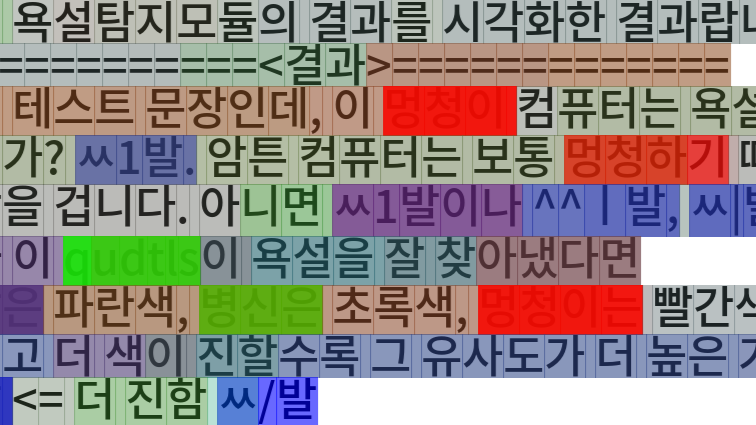 욕설탐지모듈의 결과를 시각화한 결과랍
==========<결과>================
테스트 문장인데, 이 멍청이 컴퓨터는 욕설
가? ㅆ1발. 암튼 컴퓨터는 보통 멍청하기
을 겁니다. 아니면 ㅆ1발이나 ^^ㅣ발, ㅆ|
이 qudtls이 욕설을 잘 찾아냈다면
은 파란색, 병신은 초록색, 멍청이는 빨간색
고 더 색이 진할수록 그 유사도가 더 높은
<= 더 진함 ㅆ/발